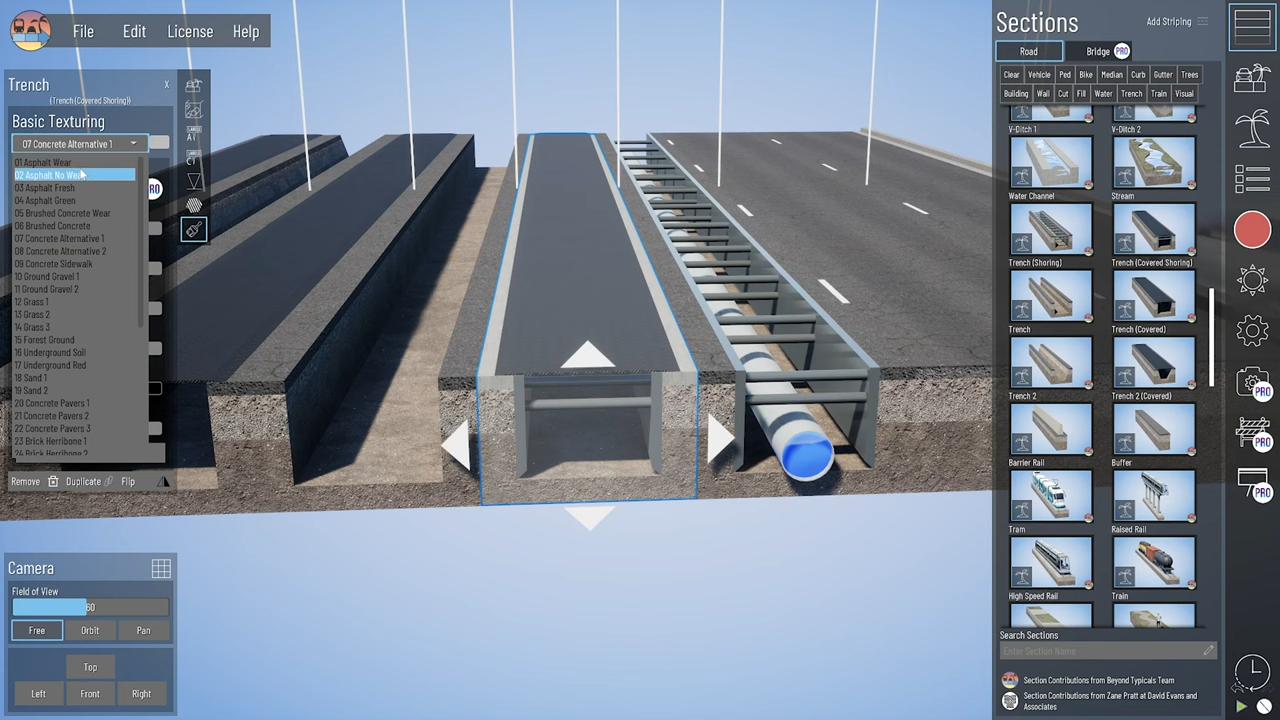 File Edit License Help
Trench
(Trench (Covered Shoring))
X
Basic Texturing
07 Concrete Alternative 1
01 Asphalt Wear
02 Asphalt No Wear
03 Asphalt Fresh
04 Asphalt Green
05 Brushed Concrete Wear
06 Brushed Concrete
07 Concrete Alternative 1
08 Concrete Alternative 2
09 Concrete Sidewalk
10 Ground Gravel 1
11 Ground Gravel 2
12 Grass 1
13 Grass 2
14 Grass 3
15 Forest Ground
16 Underground Soil
17 Underground Red
18 Sand 1
19 Sand 2
20 Concrete Pavers 1
21 Concrete Pavers 2
22 Concrete Pavers 3
23 Brick Herribone 1
24 Brick Herribone 2
RO
Remove Duplicate Flip
Camera
Field of View
60
Free Orbit Pan
Top
Left Front Right
Sections
Add Striping
Road Bridge PRO
Clear Vehicle Ped Bike Median Curb Gutter Trees
Building Wall Cut Fill Water Trench Train Visual
V-Ditch 1 V-Ditch 2
Water Channel Stream
Trench (Shoring) Trench (Covered Shoring)
Trench Trench (Covered)
Trench 2 Trench 2 (Covered)
Barrier Rail Buffer
Tram Raised Rail
High Speed Rail Train
Search Sections
Enter Section Name
Section Contributions from Beyond Typicals Team
Section Contributions from Zane Pratt at David Evans and
Associates
PRO
PRO
PRO